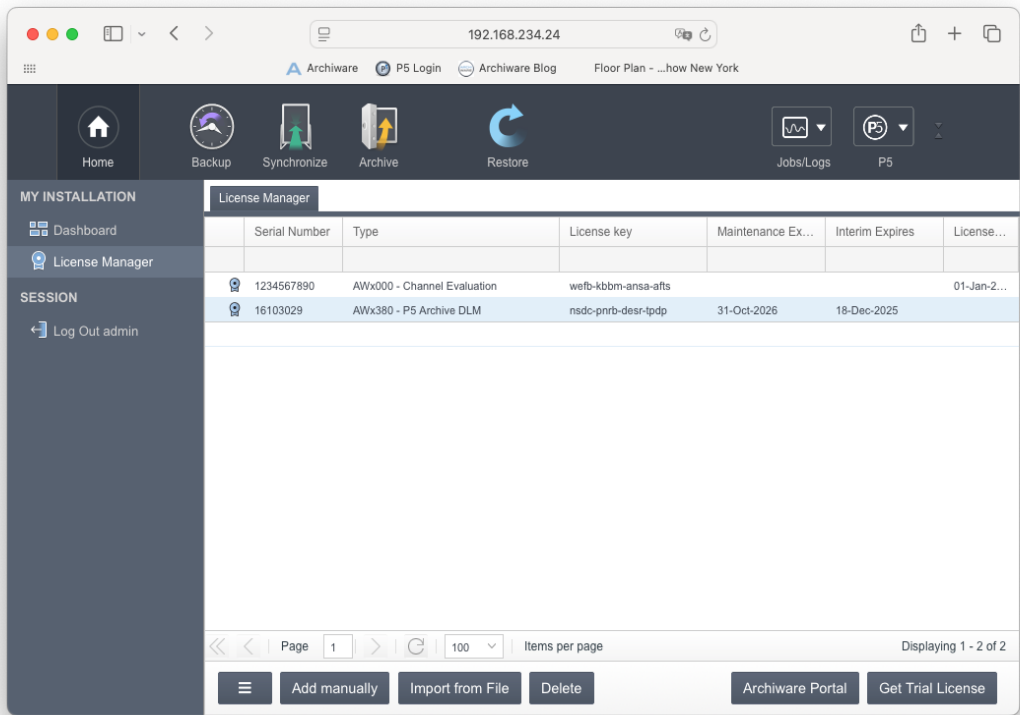 192.168.234.24
Archiware P5 Login Archiware Blog Floor Plan - ...how New York
Home Backup Synchronize Archive Restore Jobs/Logs P5
MY INSTALLATION
Dashboard
License Manager
SESSION
Log Out admin
License Manager
Serial Number Type License key Maintenance Ex... Interim Expires License...
1234567890 AWx000 - Channel Evaluation wefb-kbbm-ansa-afts 01-Jan-2...
16103029 AWx380 - P5 Archive DLM nsdc-pnrb-desr-tpdp 31-Oct-2026 18-Dec-2025
Page 1 100 Items per page Displaying 1 - 2 of 2
Add manually Import from File Delete Archiware Portal Get Trial License